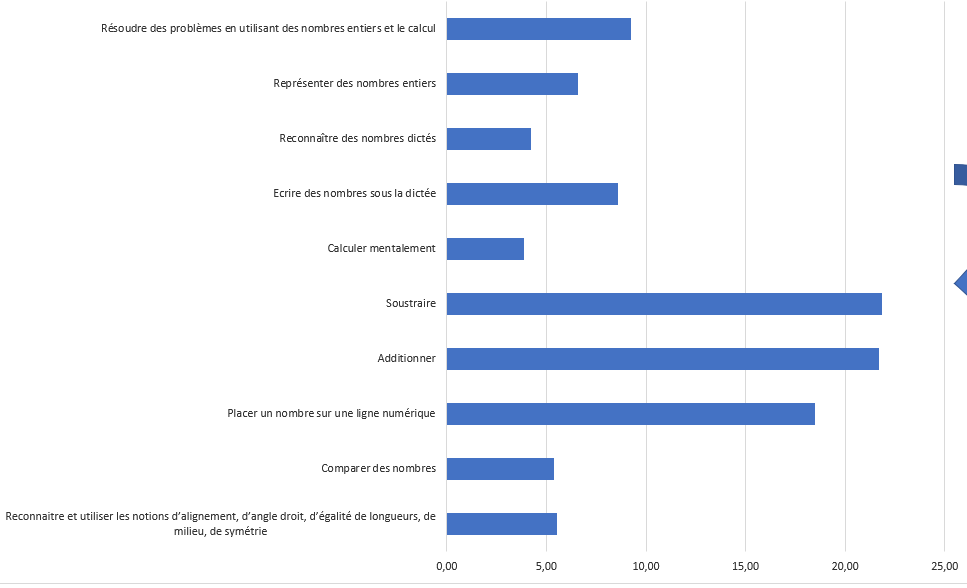 Résoudre des problèmes en utilisant des nombres entiers et le calcul
Représenter des nombres entiers
Reconnaître des nombres dictés
Ecrire des nombres sous la dictée
Calculer mentalement
Soustraire
Additionner
Placer un nombre sur une ligne numérique
Comparer des nombres
Reconnaitre et utiliser les notions d'alignement, d'angle droit, d'égalité de longueurs, de
milieu, de symétrie
0,00 5,00 10,00 15,00 20,00 25,00